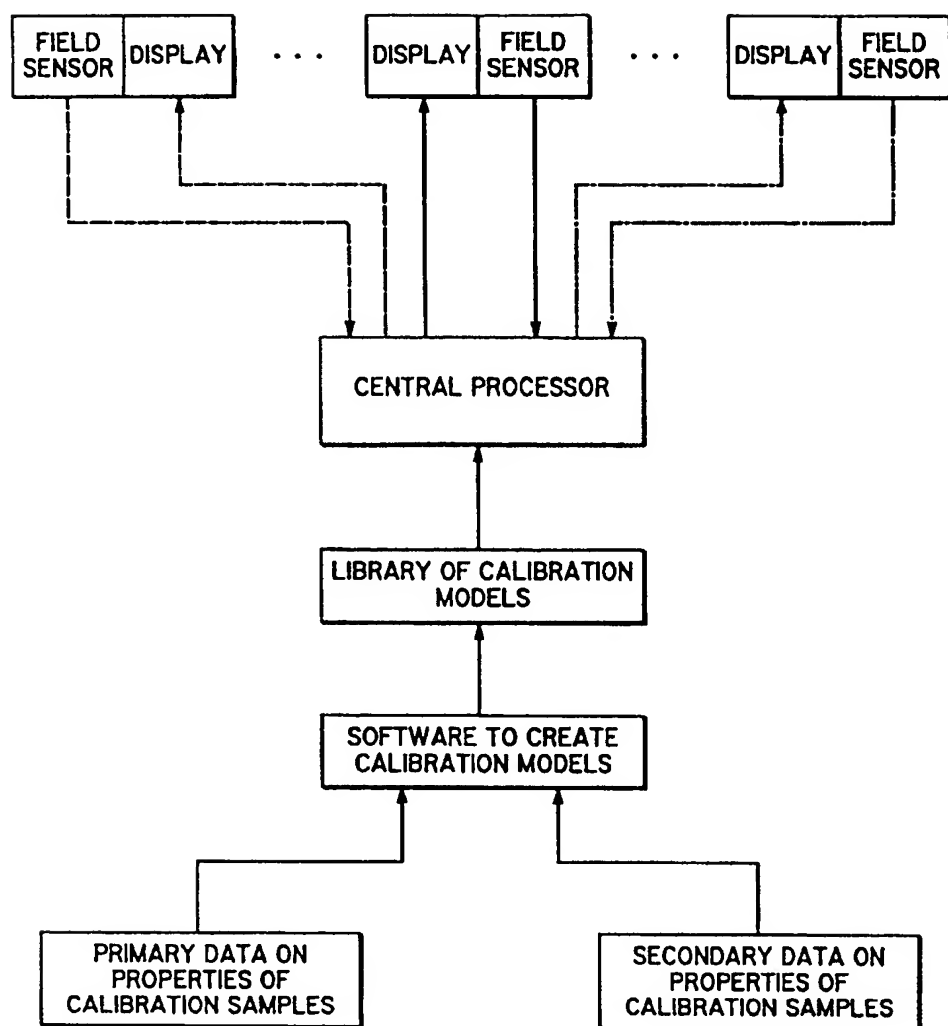 FIELD SENSOR
DISPLAY
. . .
DISPLAY
FIELD SENSOR
. . .
DISPLAY
FIELD SENSOR
CENTRAL PROCESSOR
LIBRARY OF CALIBRATION
MODELS
SOFTWARE TO CREATE
CALIBRATION MODELS
PRIMARY DATA ON
PROPERTIES OF
CALIBRATION SAMPLES
SECONDARY DATA ON
PROPERTIES OF
CALIBRATION SAMPLES